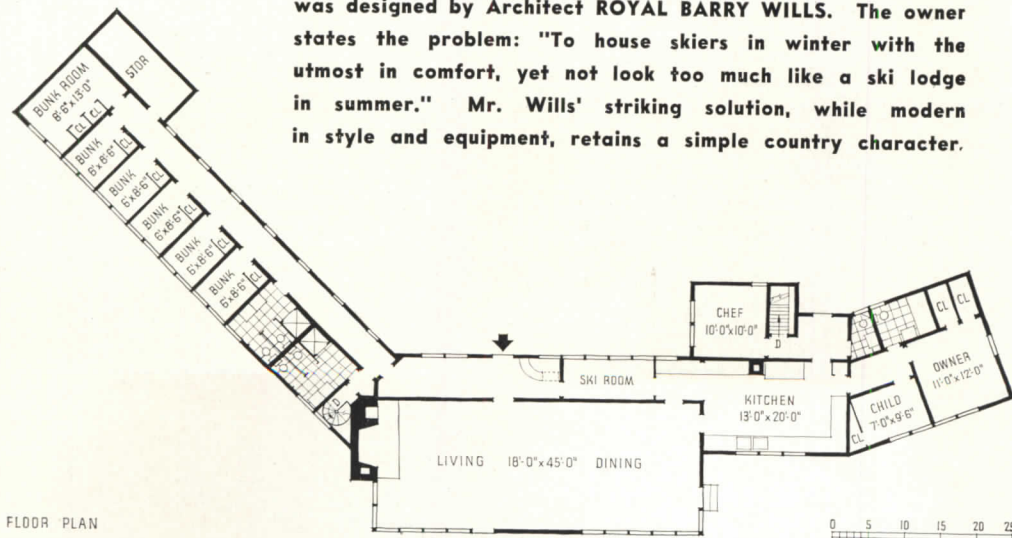 was designed by Architect ROYAL BARRY WILLS. The owner
states the problem: "To house skiers in winter with the
utmost in comfort, yet not look too much like a ski lodge
in summer." Mr. Wills' striking solution, while modern
in style and equipment, retains a simple country character.
STOR
BUNK ROOM
8'-6"x13'-0"
CL CL
BUNK
6'x8'-6"
CL
BUNK
6'x8'-6"
CL
BUNK
6'x8'-6"
CL
BUNK
6'x8'-6"
CL
BUNK
6'x8'-6"
CL
D
CHEF
10'-0"x10'-0"
D
SKI ROOM
KITCHEN
13'-0" x 20'-0"
CL
CL
OWNER
11'-0"x12'-0"
CHILD
7'-0"x9'-6"
CL
LIVING 18'-0"x 45'-0" DINING
FLOOR PLAN
0 5 10 15 20 25